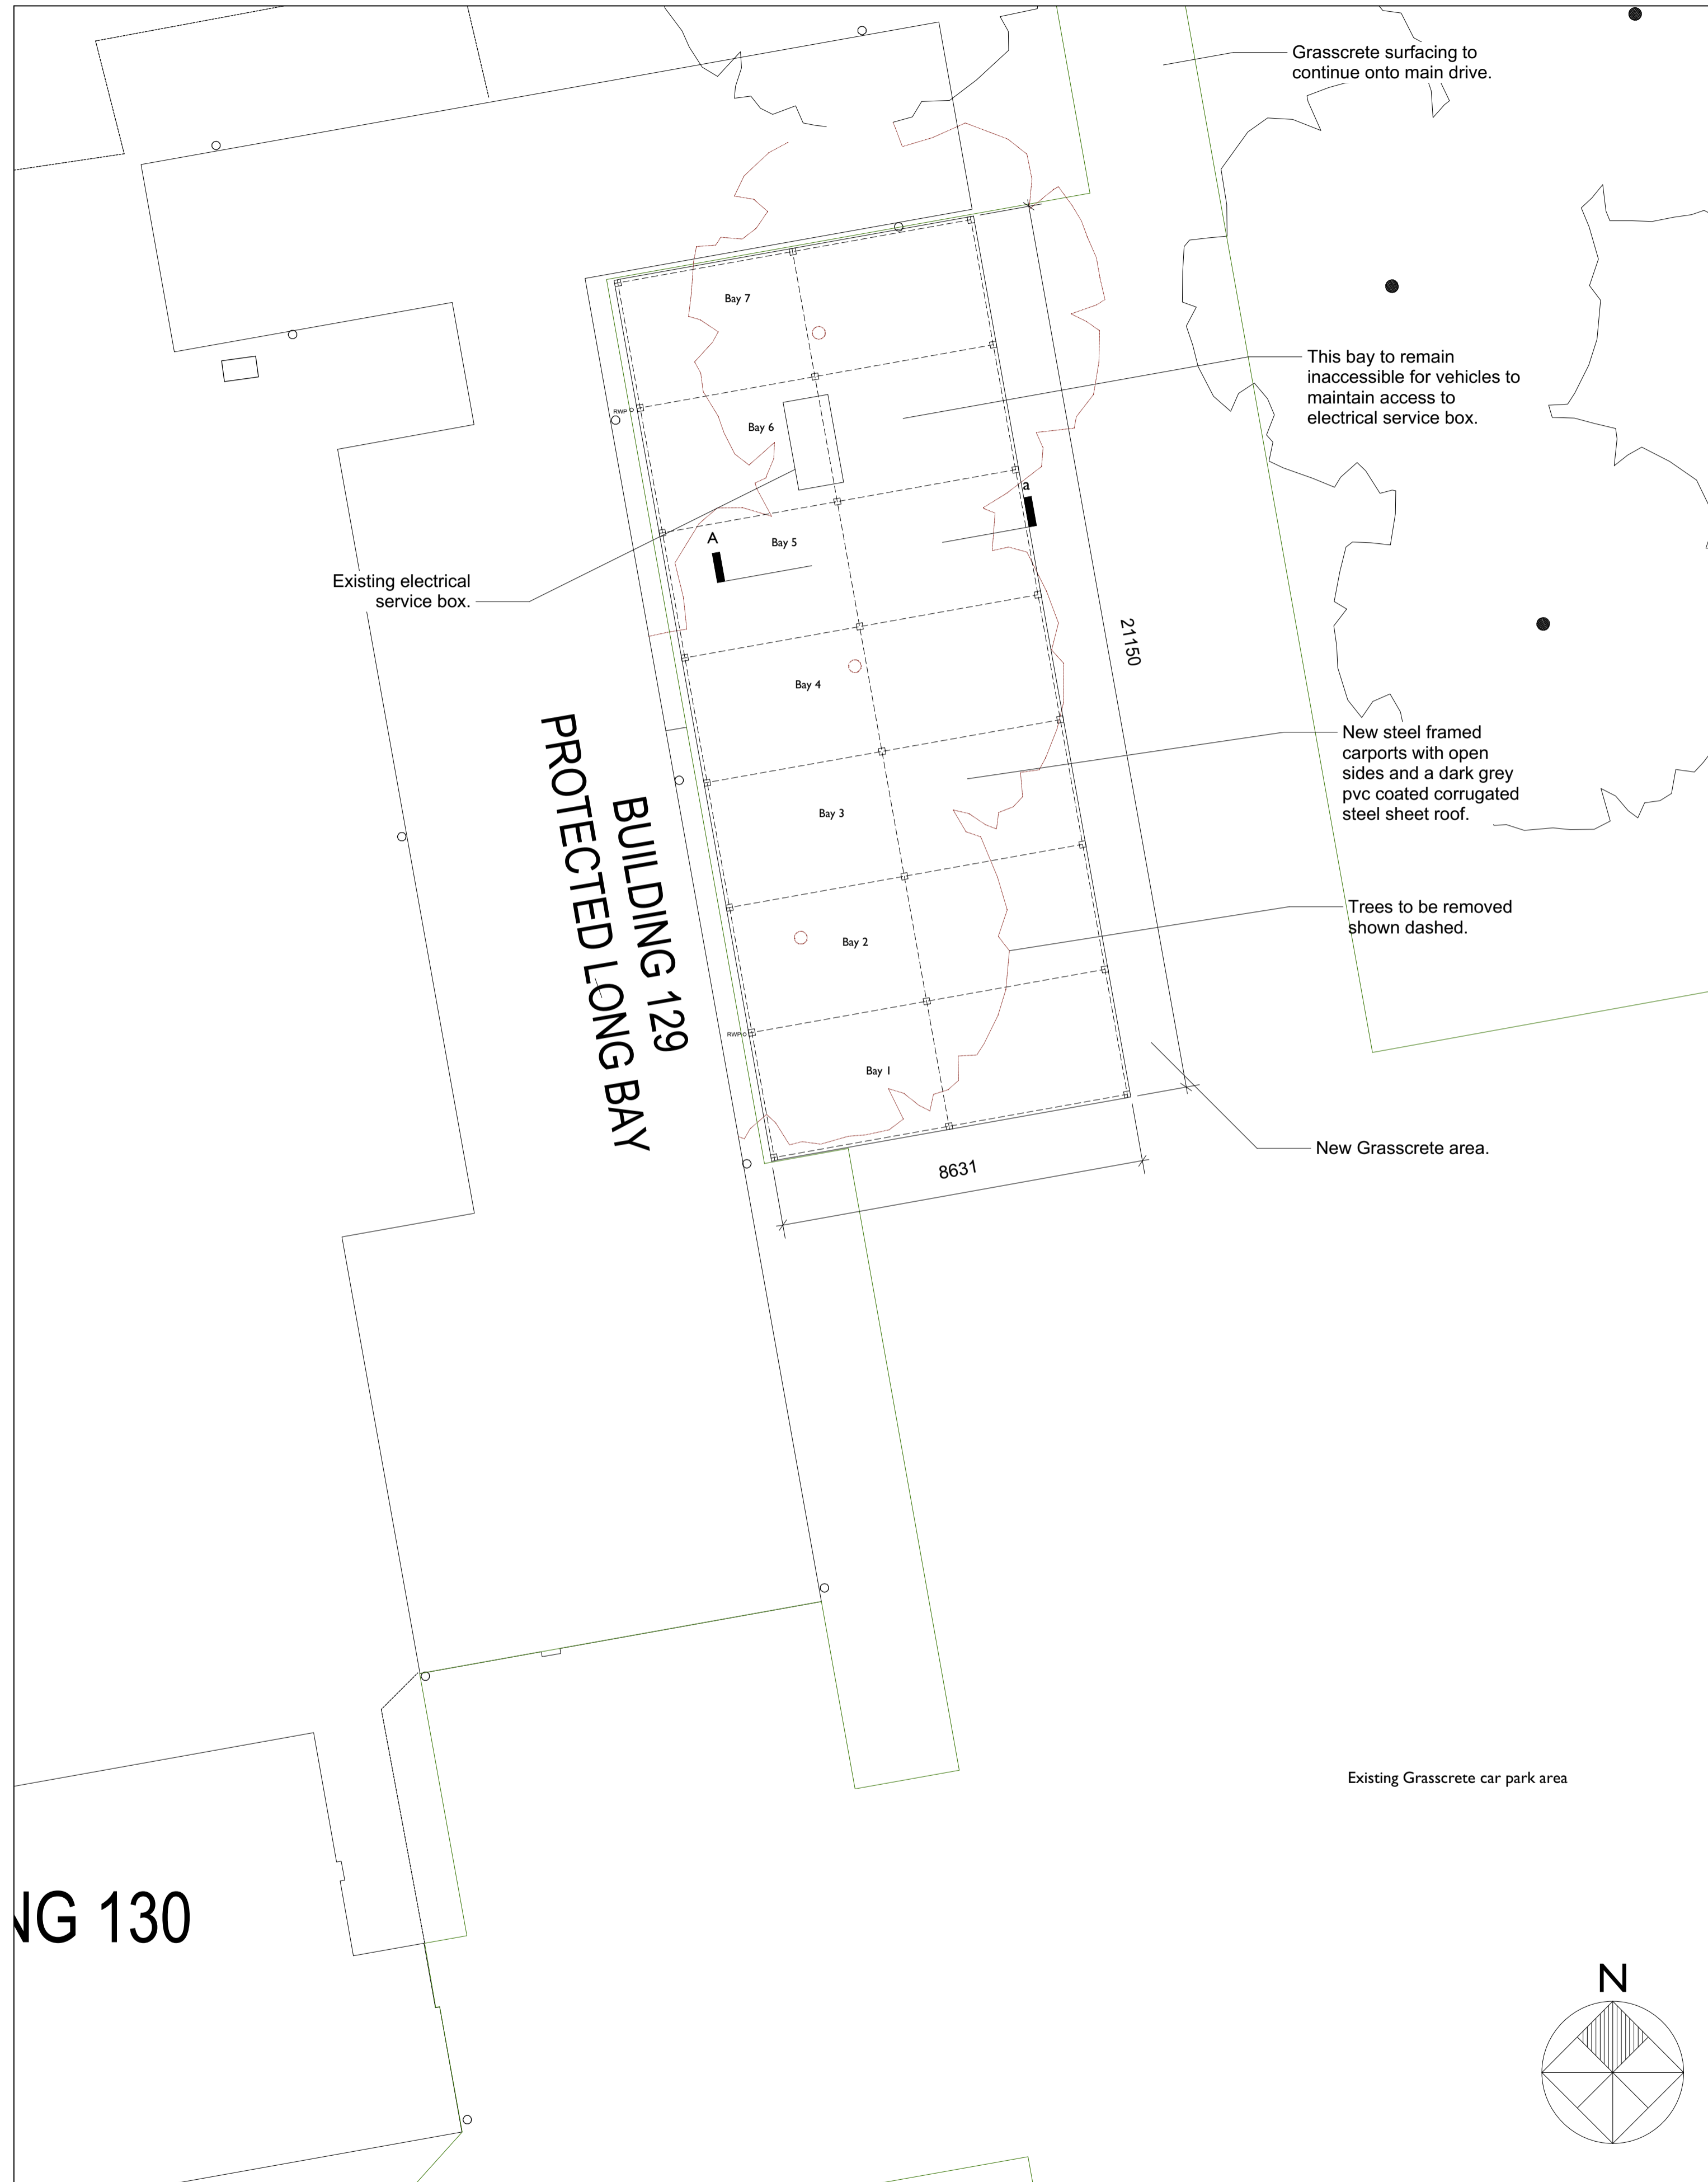 Grasscrete surfacing to
continue onto main drive.
Bay 7
This bay to remain
inaccessible for vehicles to
maintain access to
electrical service box.
RWP
Bay 6
a
A
Bay 5
Existing electrical
service box.
21150
Bay 4
New steel framed
carports with open
sides and a dark grey
pvc coated corrugated
steel sheet roof.
BUILDING 129
PROTECTED LONG BAY
Bay 3
Trees to be removed
shown dashed.
Bay 2
RWP
Bay 1
New Grasscrete area.
8631
Existing Grasscrete car park area
NG 130
N